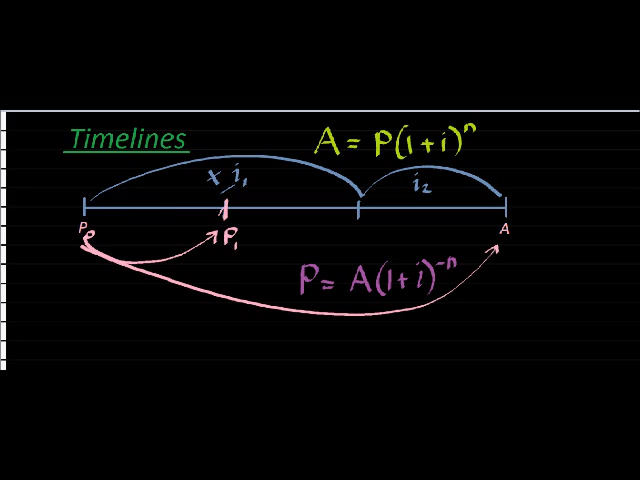 Timelines
A = P(1+i)^n
x i₁
i₂
P
P₁
A
P = A(1+i)^-n